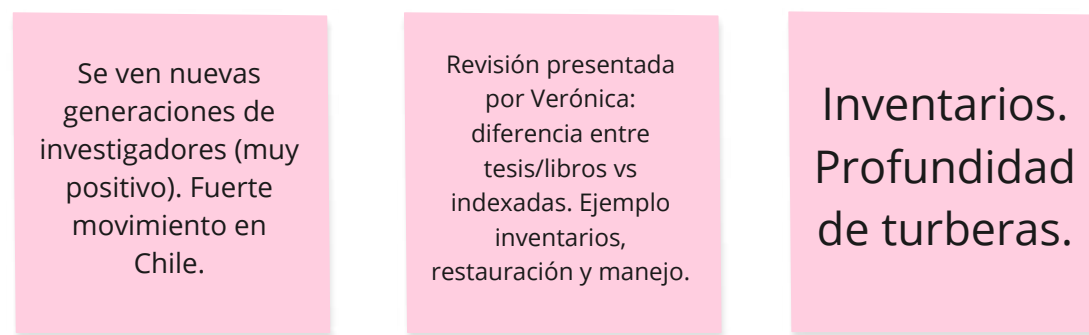 Se ven nuevas
generaciones de
investigadores (muy
positivo). Fuerte
movimiento en
Chile.
Revisión presentada
por Verónica:
diferencia entre
tesis/libros vs
indexadas. Ejemplo
inventarios,
restauración y manejo.
Inventarios.
Profundidad
de turberas.